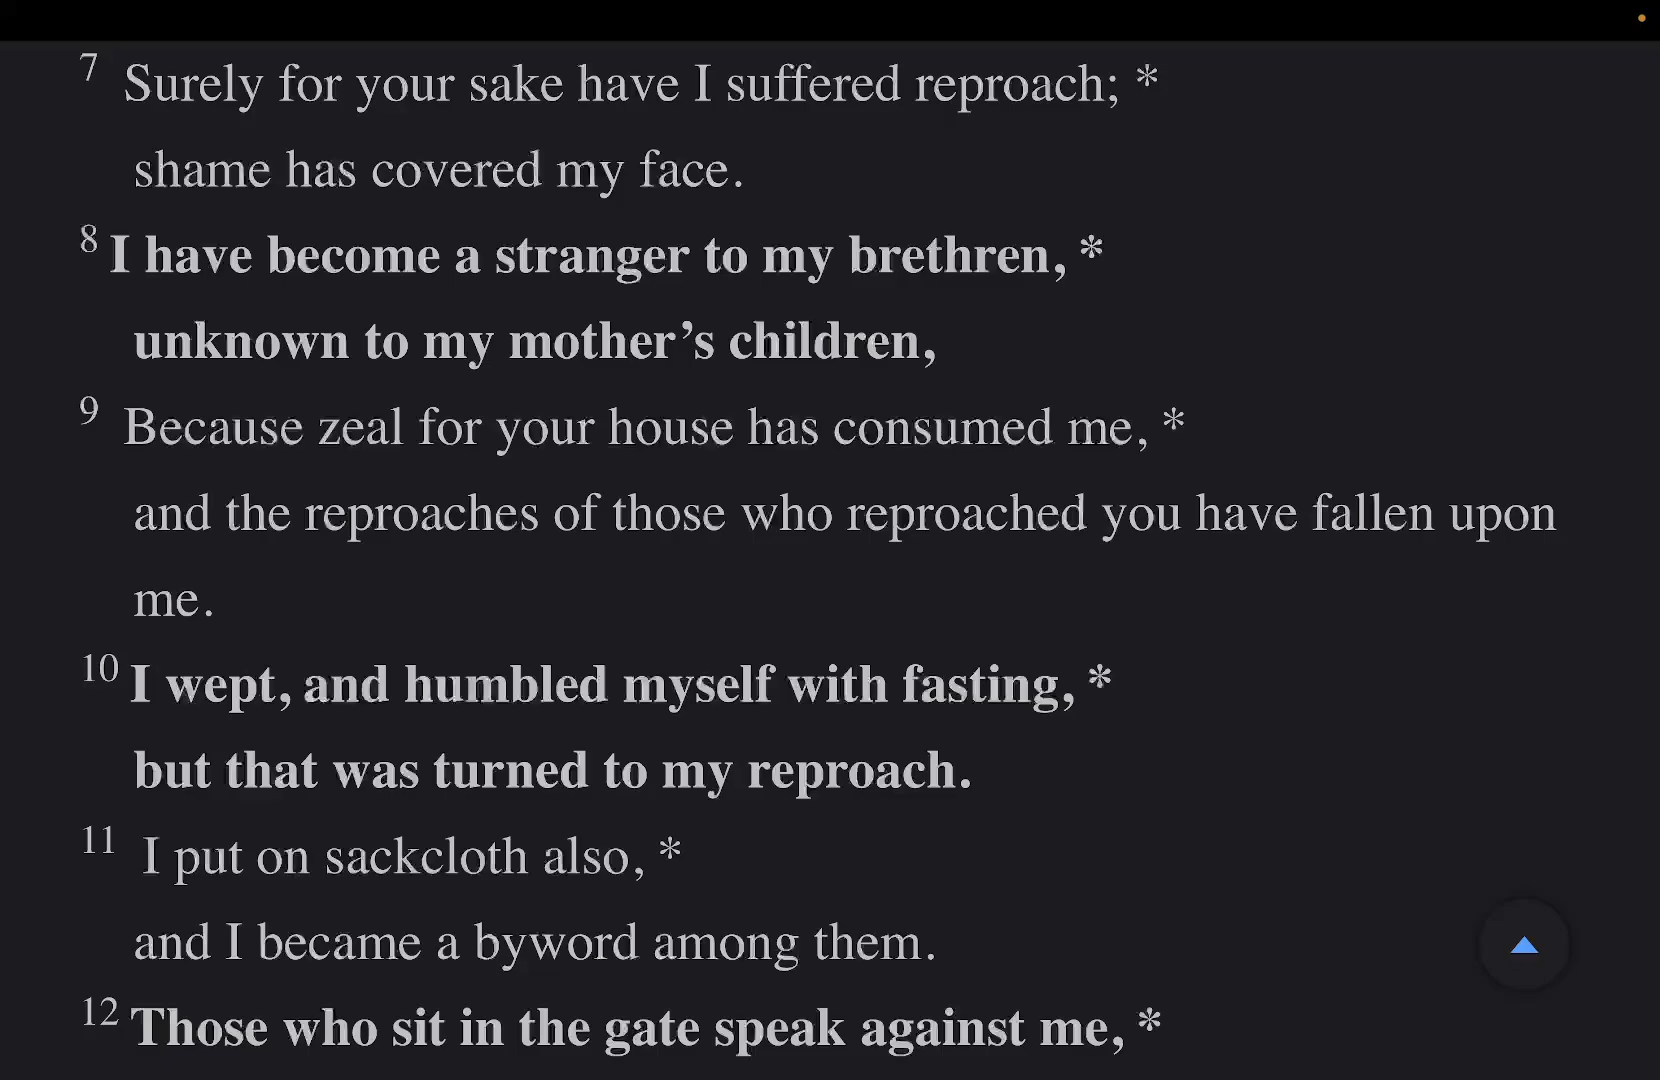 7 Surely for your sake have I suffered reproach; *
shame has covered my face.
8 I have become a stranger to my brethren, *
unknown to my mother’s children,
9 Because zeal for your house has consumed me, *
and the reproaches of those who reproached you have fallen upon
me.
10 I wept, and humbled myself with fasting, *
but that was turned to my reproach.
11 I put on sackcloth also, *
and I became a byword among them.
12 Those who sit in the gate speak against me, *